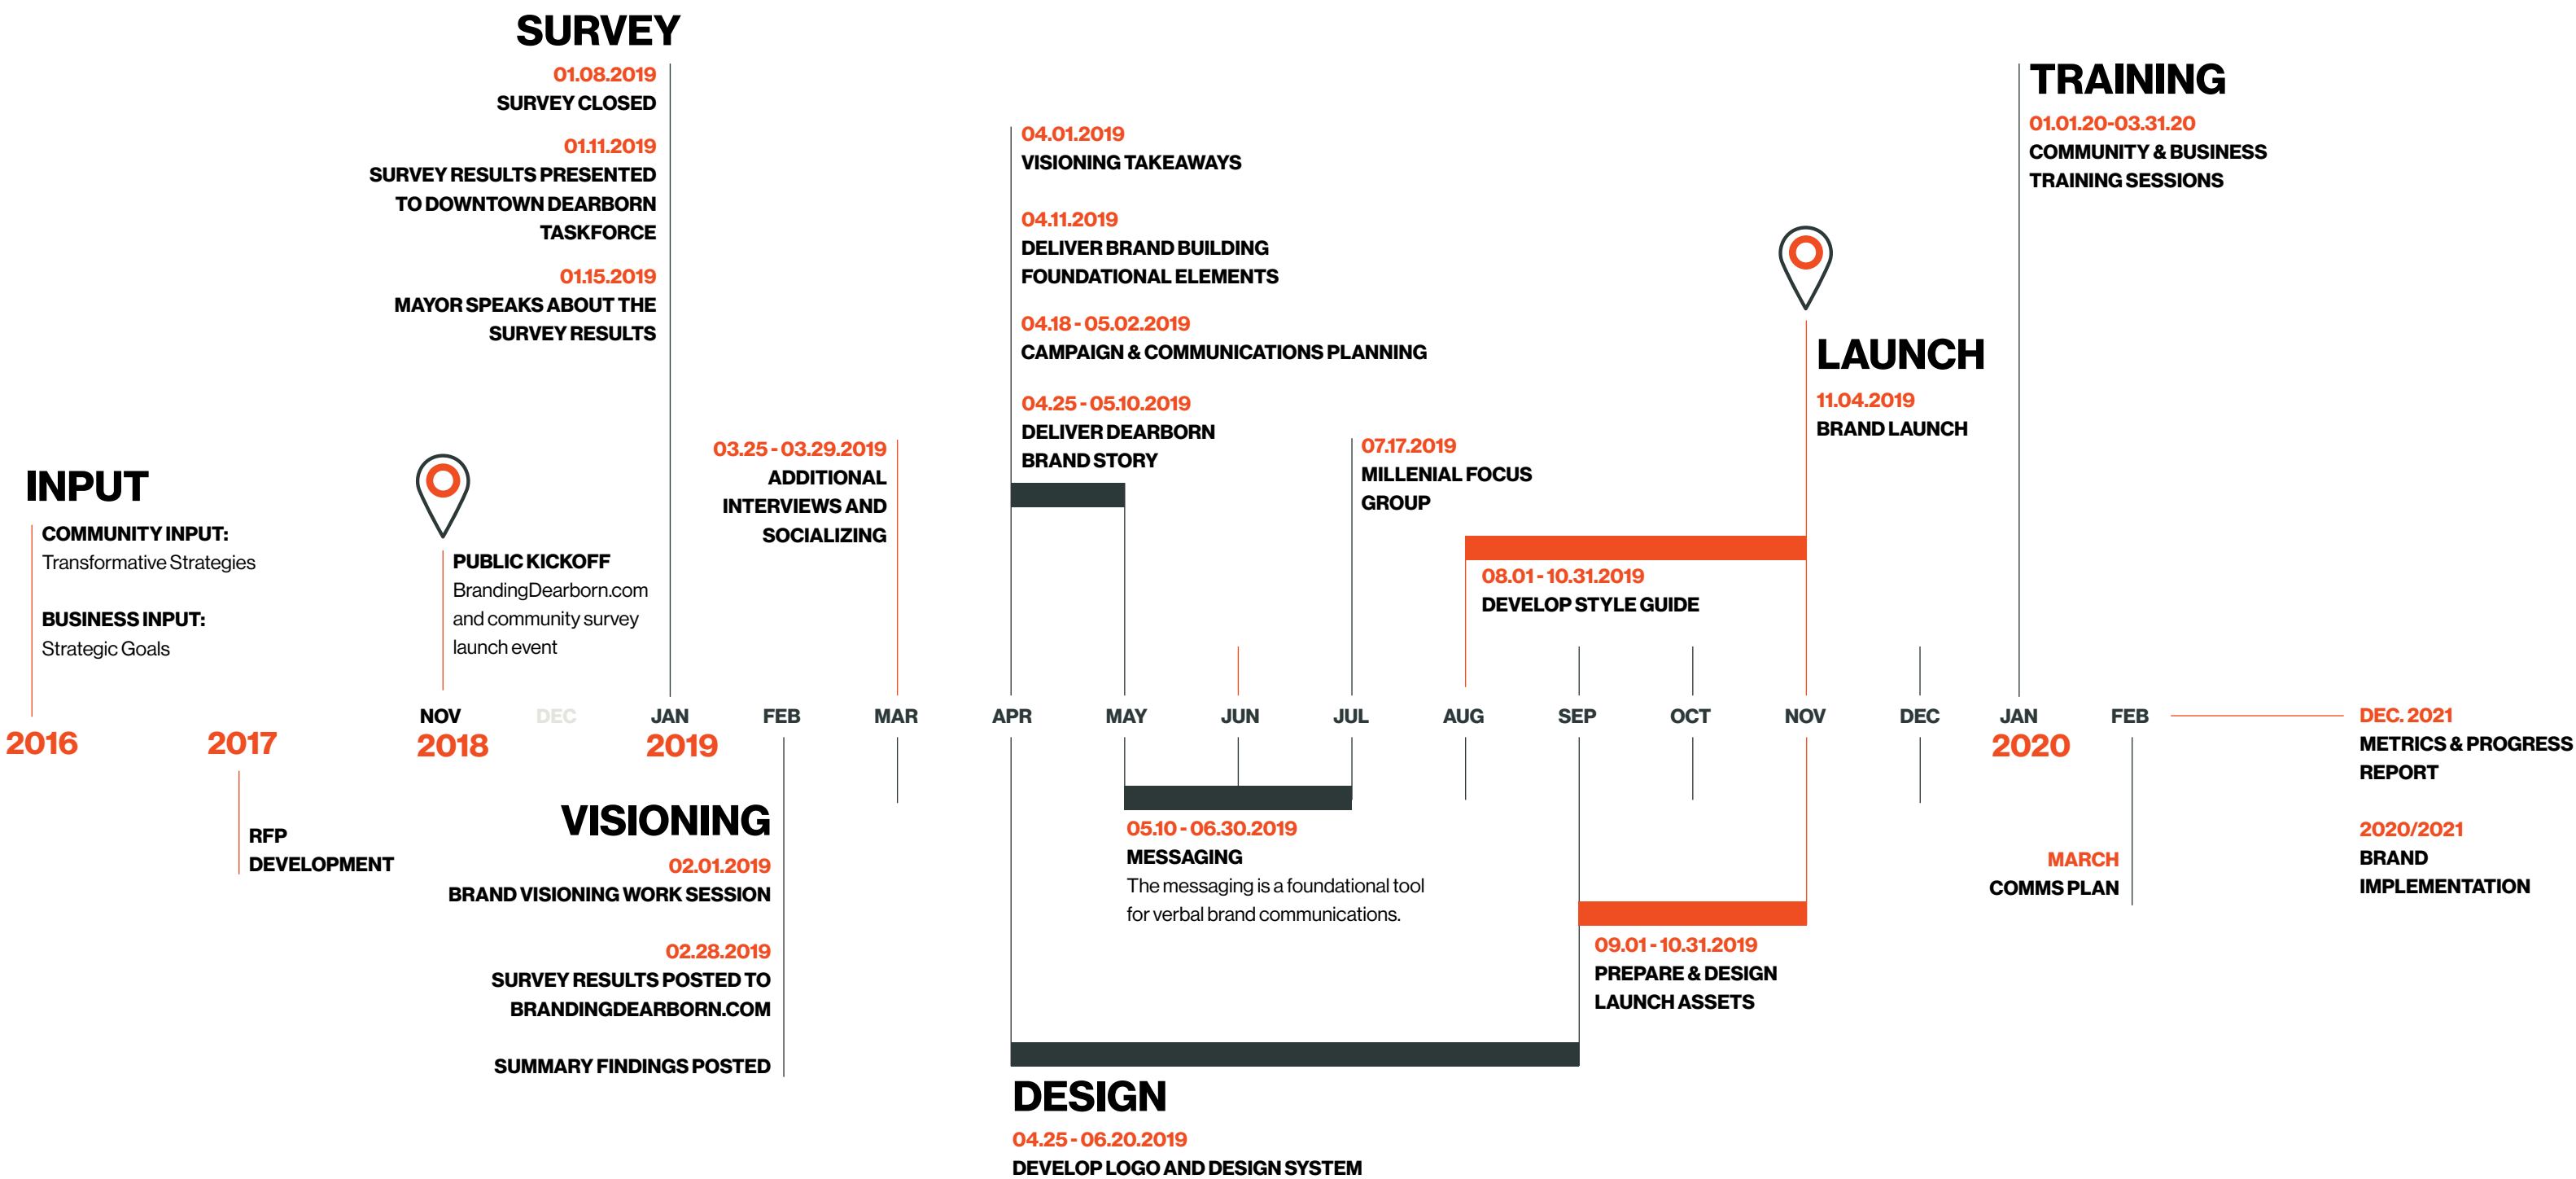 SURVEY
01.08.2019
SURVEY CLOSED
01.11.2019
SURVEY RESULTS PRESENTED
TO DOWNTOWN DEARBORN
TASKFORCE
01.15.2019
MAYOR SPEAKS ABOUT THE
SURVEY RESULTS
TRAINING
01.01.20-03.31.20
COMMUNITY & BUSINESS
TRAINING SESSIONS
04.01.2019
VISIONING TAKEAWAYS
04.11.2019
DELIVER BRAND BUILDING
FOUNDATIONAL ELEMENTS
04.18 - 05.02.2019
CAMPAIGN & COMMUNICATIONS PLANNING
04.25 - 05.10.2019
DELIVER DEARBORN
BRAND STORY
LAUNCH
11.04.2019
BRAND LAUNCH
03.25 - 03.29.2019
ADDITIONAL
INTERVIEWS AND
SOCIALIZING
07.17.2019
MILLENIAL FOCUS
GROUP
INPUT
COMMUNITY INPUT:
Transformative Strategies
BUSINESS INPUT:
Strategic Goals
PUBLIC KICKOFF
BrandingDearborn.com
and community survey
launch event
08.01 - 10.31.2019
DEVELOP STYLE GUIDE
NOV DEC JAN FEB MAR APR MAY JUN JUL AUG SEP OCT NOV DEC JAN FEB
2016 2017 2018 2019 2020
DEC. 2021
METRICS & PROGRESS
REPORT
2020/2021
BRAND
IMPLEMENTATION
RFP
DEVELOPMENT
VISIONING
02.01.2019
BRAND VISIONING WORK SESSION
02.28.2019
SURVEY RESULTS POSTED TO
BRANDINGDEARBORN.COM
SUMMARY FINDINGS POSTED
05.10 - 06.30.2019
MESSAGING
The messaging is a foundational tool
for verbal brand communications.
MARCH
COMMS PLAN
09.01 - 10.31.2019
PREPARE & DESIGN
LAUNCH ASSETS
DESIGN
04.25 - 06.20.2019
DEVELOP LOGO AND DESIGN SYSTEM